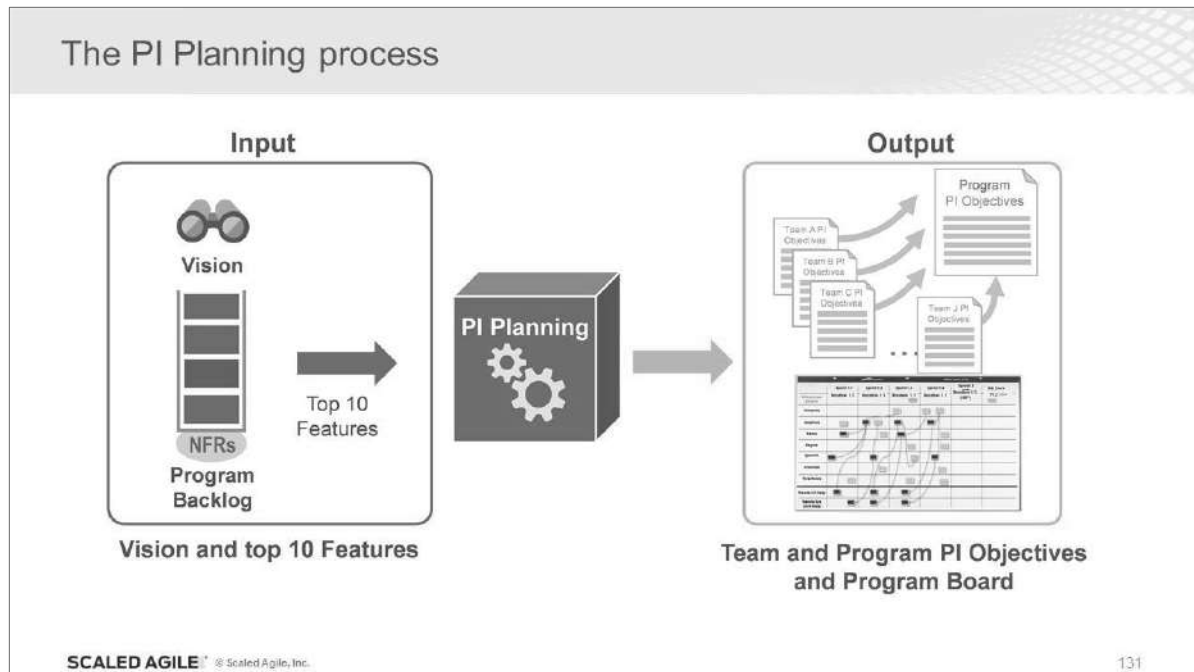 The PI Planning process
Input
Vision
NFRs
Program
Backlog
Top 10
Features
Vision and top 10 Features
PI Planning
Output
Program
PI Objectives
Team A PI
Objectives
Team B PI
Objectives
Team C PI
Objectives
Team J PI
Objectives
....
Team and Program PI Objectives
and Program Board
SCALED AGILE © Scaled Agile, Inc.
131